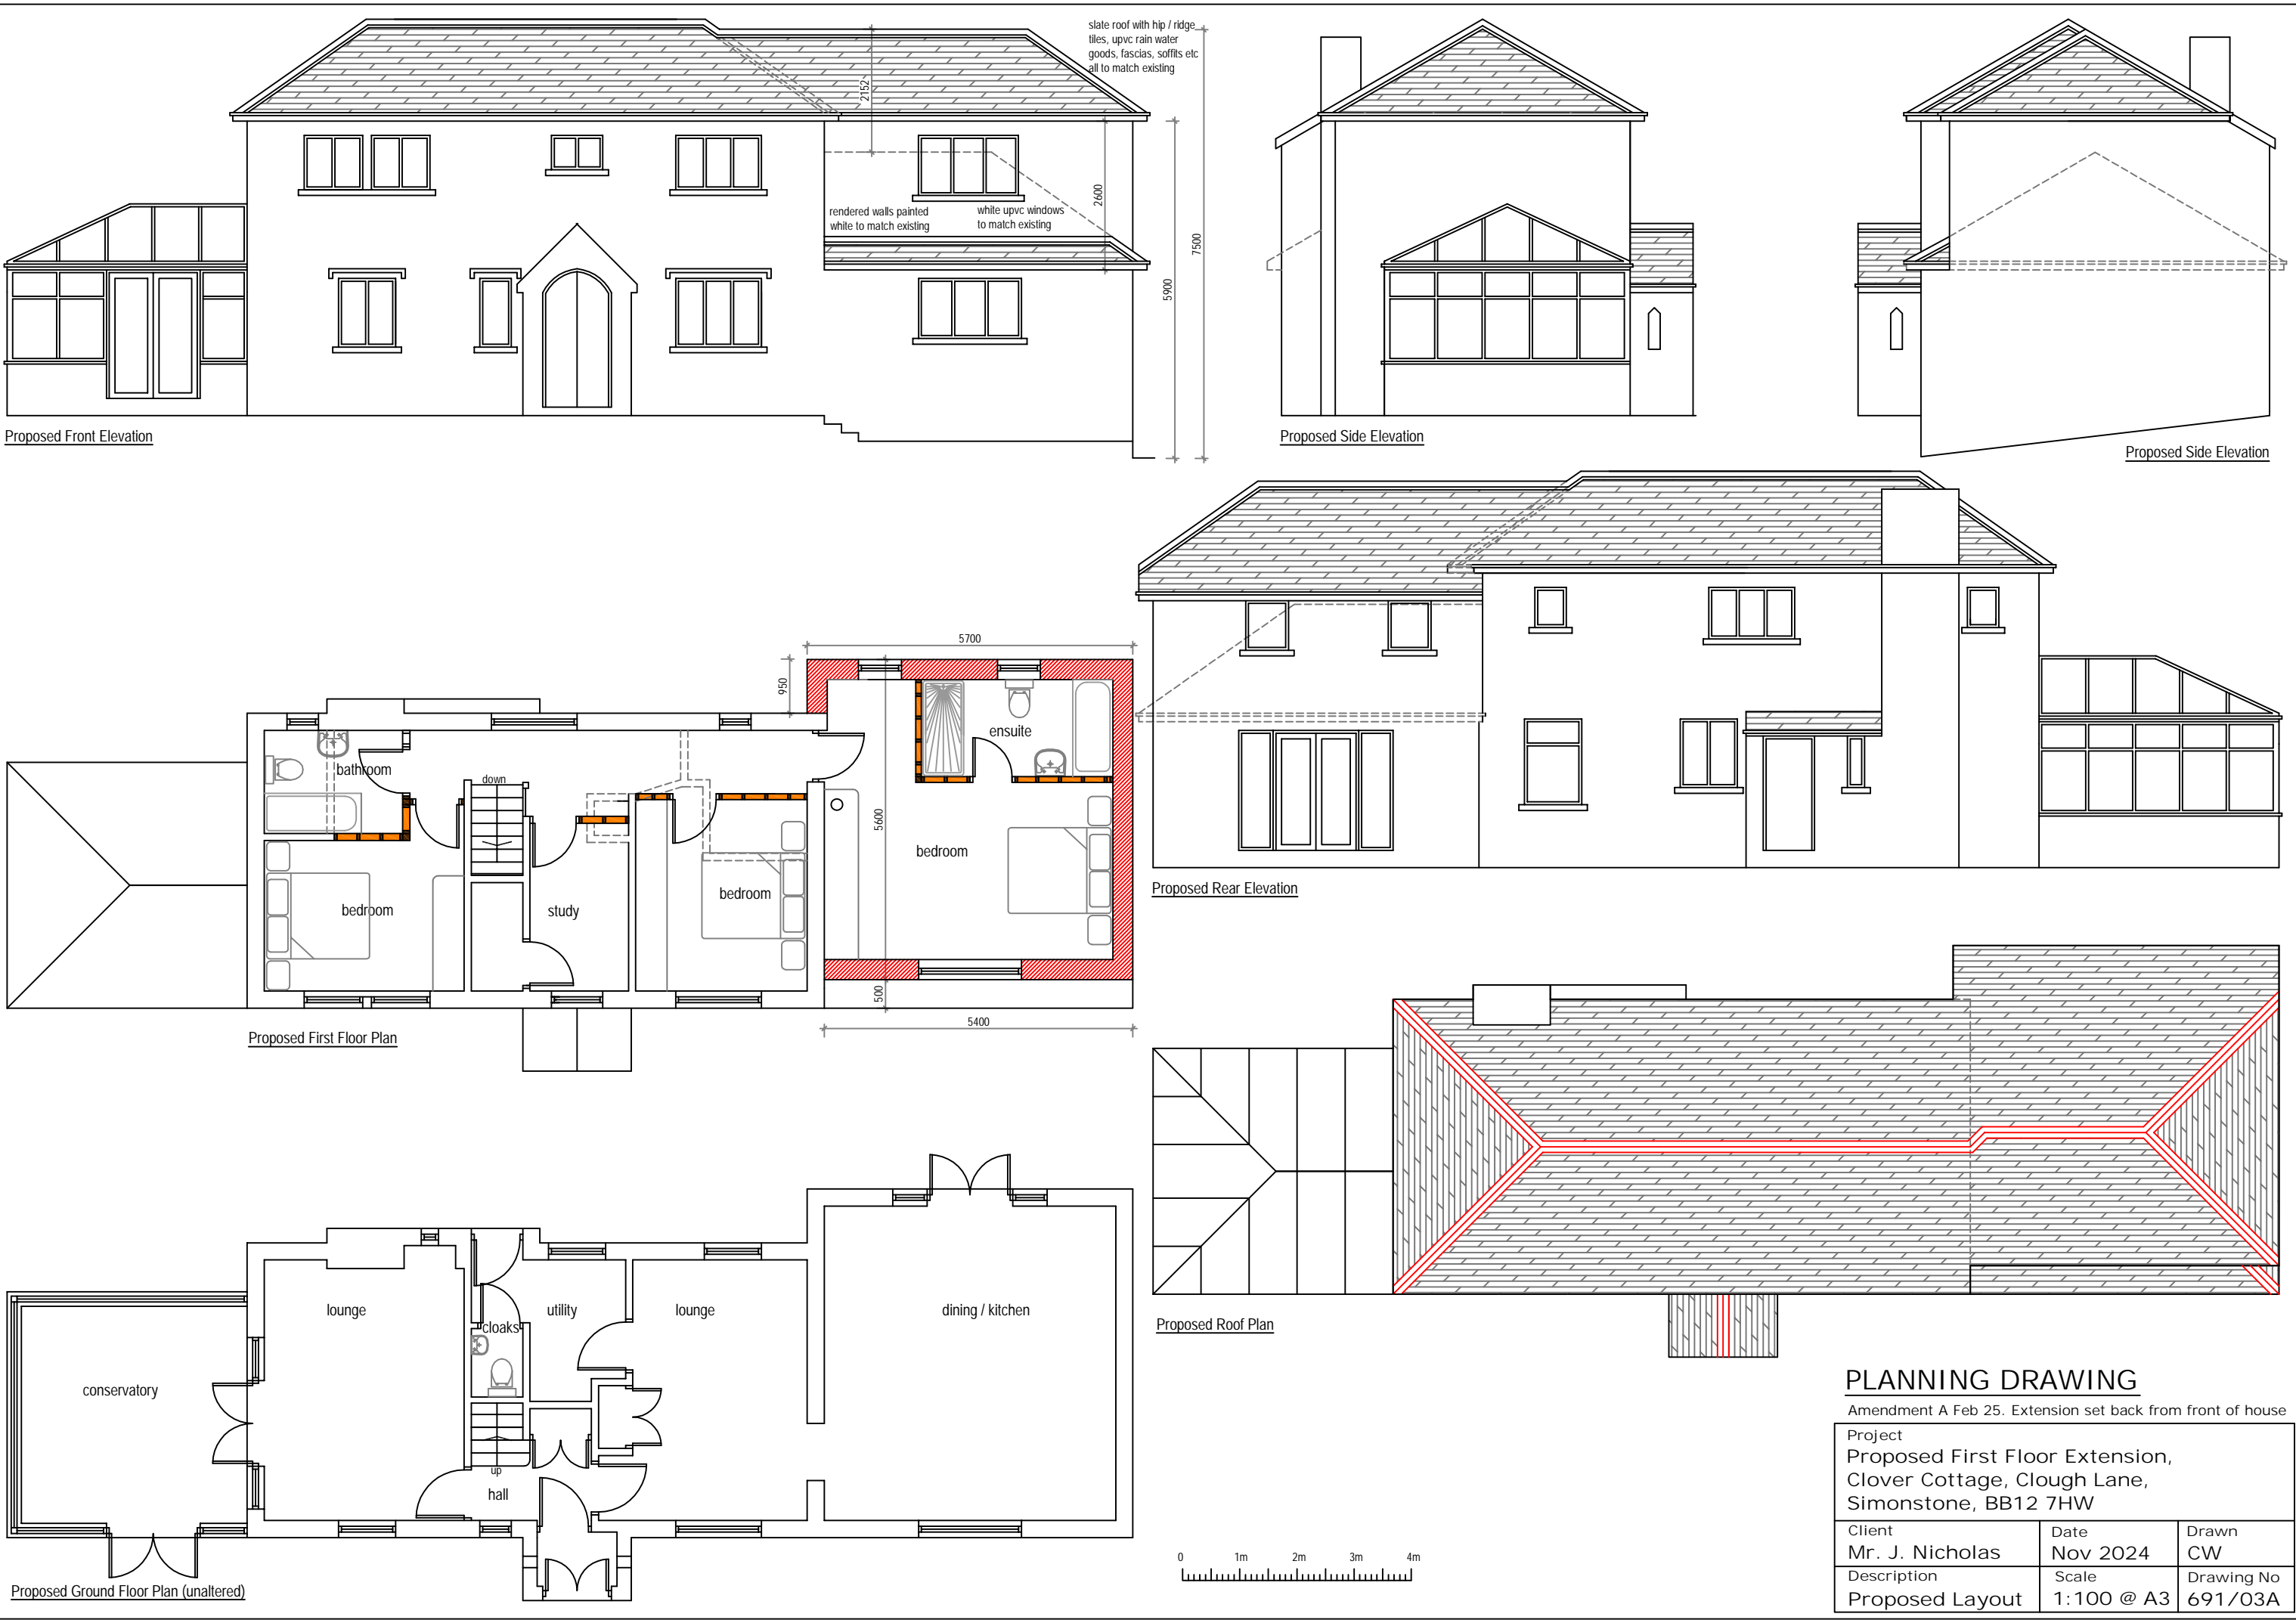 slate roof with hip / ridge
tiles, upvc rain water
goods, fascias, soffits etc
all to match existing
2152
2600
7500
5900
rendered walls painted
white to match existing
white upvc windows
to match existing
Proposed Front Elevation
Proposed Side Elevation
Proposed Side Elevation
5700
950
ensuite
bathroom
down
5600
bedroom
bedroom
bedroom
study
500
5400
Proposed First Floor Plan
Proposed Rear Elevation
lounge
utility
lounge
dining / kitchen
cloaks
conservatory
up
hall
Proposed Ground Floor Plan (unaltered)
Proposed Roof Plan
0 1m 2m 3m 4m
PLANNING DRAWING
Amendment A Feb 25. Extension set back from front of house
Project
Proposed First Floor Extension,
Clover Cottage, Clough Lane,
Simonstone, BB12 7HW
Client
Mr. J. Nicholas
Date
Nov 2024
Drawn
CW
Description
Proposed Layout
Scale
1:100 @ A3
Drawing No
691/03A